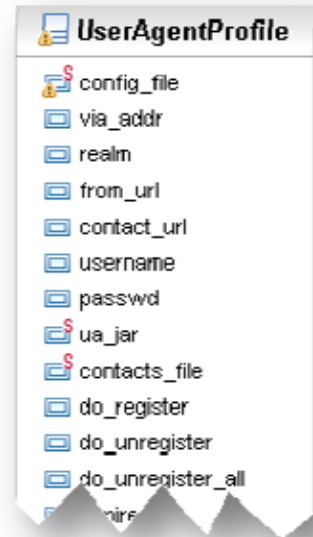 UserAgentProfile
S config_file
via_addr
realm
from_url
contact_url
username
passwd
S ua_jar
S contacts_file
do_register
do_unregister
do_unregister_all